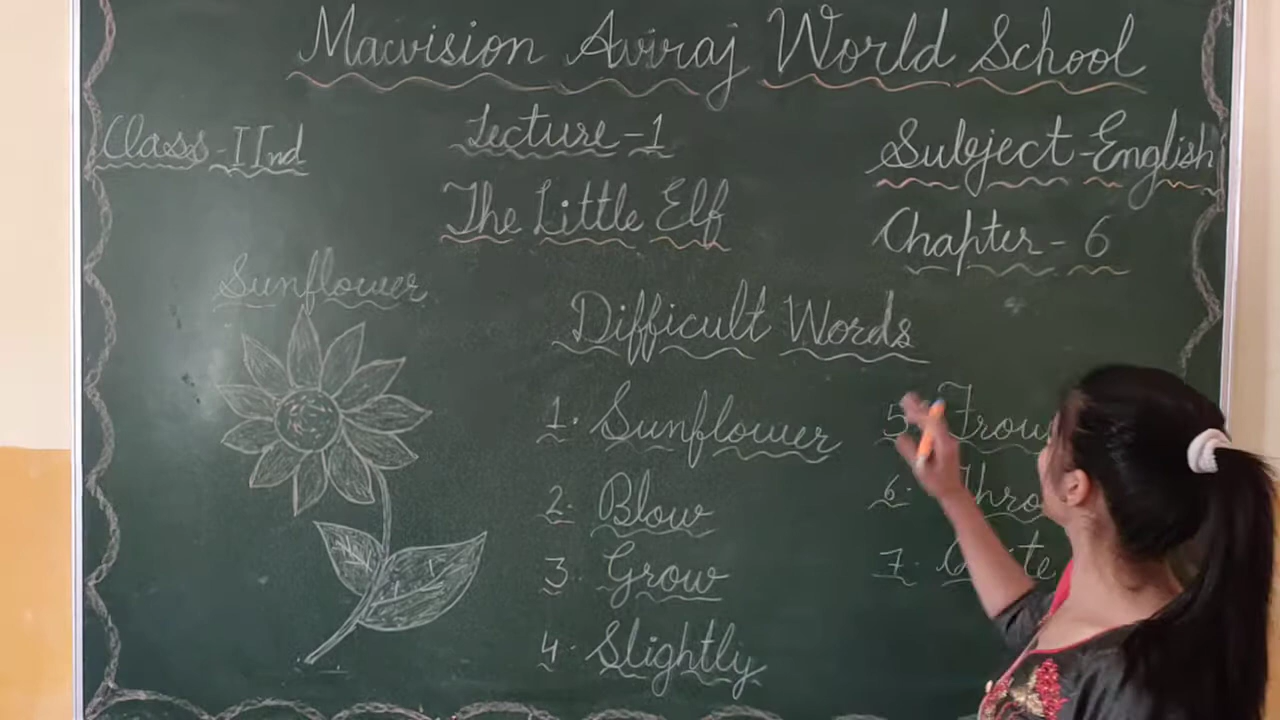 Macvision Aviraj World School
Class-IInd
Lecture-1
Subject-English
The Little Elf
Chapter-6
Sunflower
Difficult Words
1. Sunflower
2. Blow
3. Grow
4. Slightly
5.
6.
7.